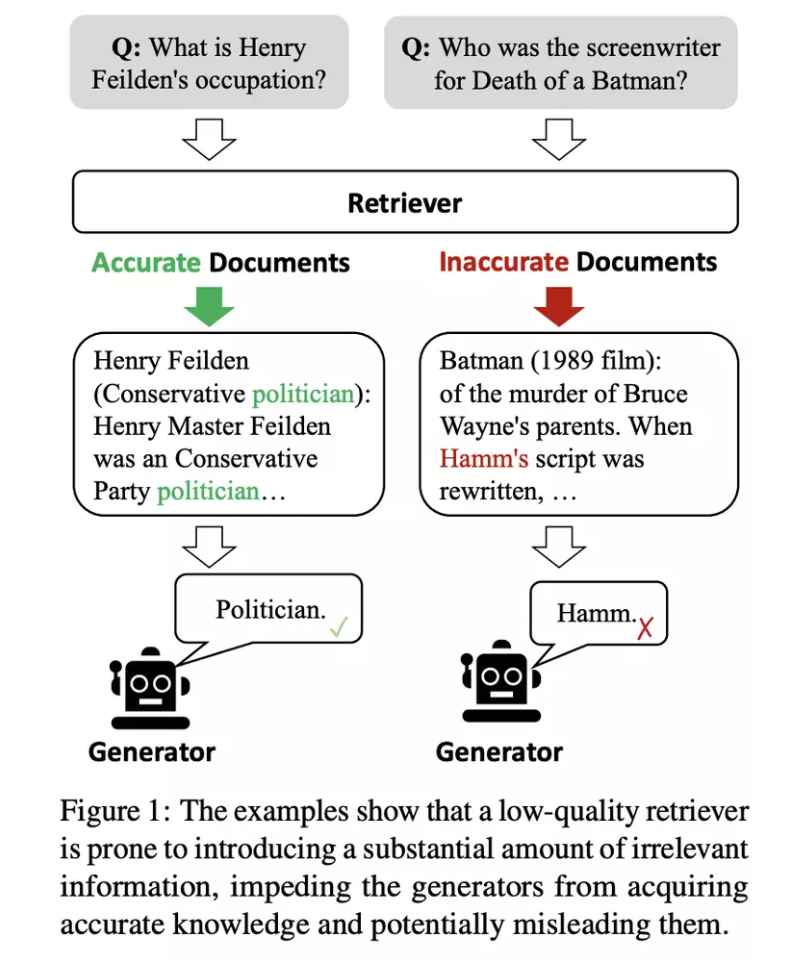 Q: What is Henry
Feilden's occupation?
Q: Who was the screenwriter
for Death of a Batman?
Retriever
Accurate Documents
Inaccurate Documents
Henry Feilden
(Conservative politician):
Henry Master Feilden
was an Conservative
Party politician…
Batman (1989 film):
of the murder of Bruce
Wayne's parents. When
Hamm's script was
rewritten, …
Politician.
Hamm.
Generator
Generator
Figure 1: The examples show that a low-quality retriever
is prone to introducing a substantial amount of irrelevant
information, impeding the generators from acquiring
accurate knowledge and potentially misleading them.